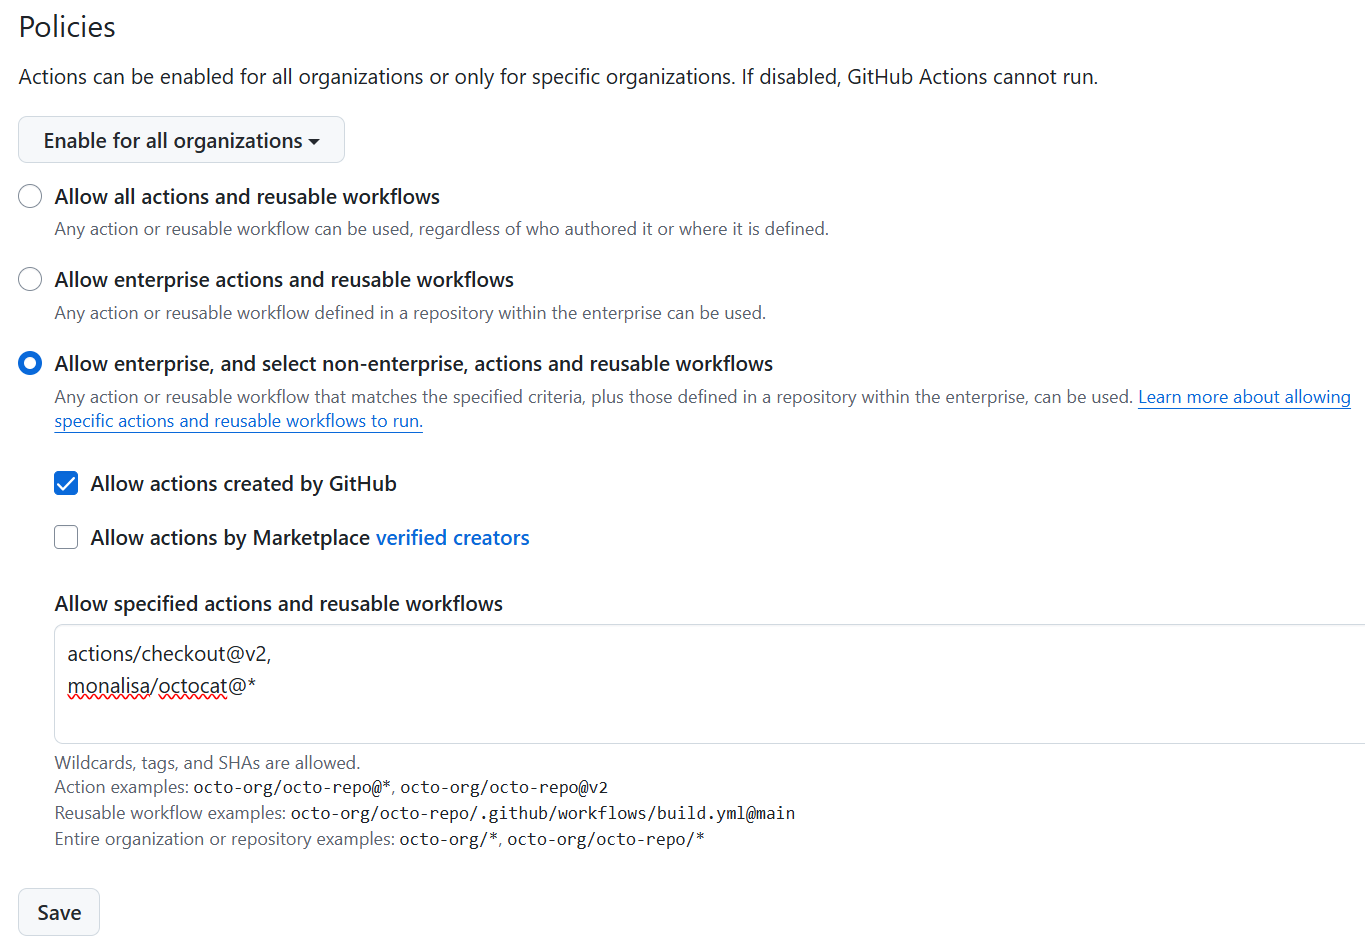 Policies
Actions can be enabled for all organizations or only for specific organizations. If disabled, GitHub Actions cannot run.
Enable for all organizations
Allow all actions and reusable workflows
Any action or reusable workflow can be used, regardless of who authored it or where it is defined.
Allow enterprise actions and reusable workflows
Any action or reusable workflow defined in a repository within the enterprise can be used.
Allow enterprise, and select non-enterprise, actions and reusable workflows
Any action or reusable workflow that matches the specified criteria, plus those defined in a repository within the enterprise, can be used. Learn more about allowing
specific actions and reusable workflows to run.
Allow actions created by GitHub
Allow actions by Marketplace verified creators
Allow specified actions and reusable workflows
actions/checkout@v2,
monalisa/octocat@*
Wildcards, tags, and SHAs are allowed.
Action examples: octo-org/octo-repo@*, octo-org/octo-repo@v2
Reusable workflow examples: octo-org/octo-repo/.github/workflows/build.yml@main
Entire organization or repository examples: octo-org/*, octo-org/octo-repo/*
Save